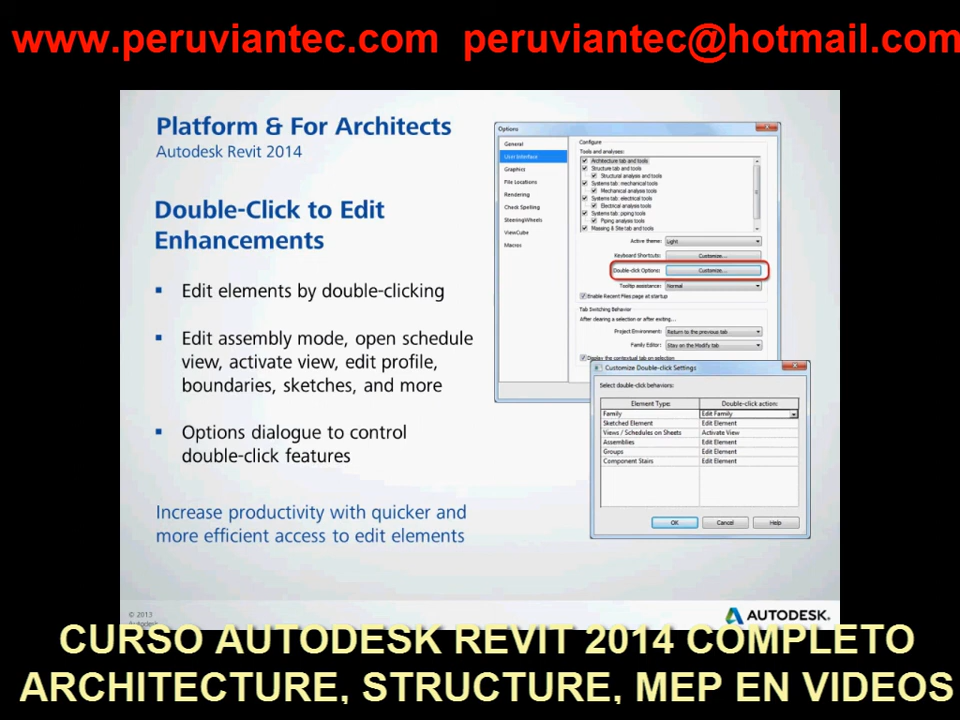 www.peruviantec.com peruviantec@hotmail.com
Platform & For Architects
Autodesk Revit 2014
Double-Click to Edit
Enhancements
▪ Edit elements by double-clicking
▪ Edit assembly mode, open schedule
view, activate view, edit profile,
boundaries, sketches, and more
▪ Options dialogue to control
double-click features
Increase productivity with quicker and
more efficient access to edit elements
Options
General
User Interface
Graphics
File Locations
Rendering
Check Spelling
SteeringWheels
ViewCube
Macros
Configure
Tools and analyses:
Architecture tab and tools
Structure tab and tools
Structural analysis and tools
Systems tab: mechanical tools
Mechanical analysis tools
Systems tab: electrical tools
Electrical analysis tools
Systems tab: piping tools
Piping analysis tools
Massing & Site tab and tools
Active theme: Light
Keyboard Shortcuts: Customize...
Double-click Options: Customize...
Tooltip assistance: Normal
Enable Recent Files page at startup
Tab Switching Behavior
After clearing a selection or after exiting...
Project Environment: Return to the previous tab
Family Editor: Stay on the Modify tab
Display the contextual tab on selection
Customize Double-click Settings
Select double-click behaviors:
Element Type Double-click action:
Family Edit Family
Sketched Element Edit Element
Views / Schedules on Sheets Activate View
Assemblies Edit Element
Groups Edit Element
Component Stairs Edit Element
OK Cancel Help
© 2013
Autodesk
AUTODESK.
CURSO AUTODESK REVIT 2014 COMPLETO
ARCHITECTURE, STRUCTURE, MEP EN VIDEOS